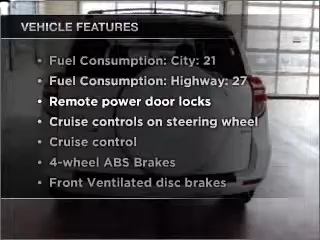 VEHICLE FEATURES
• Fuel Consumption: City: 21
• Fuel Consumption: Highway: 27
• Remote power door locks
• Cruise controls on steering wheel
• Cruise control
• 4-wheel ABS Brakes
• Front Ventilated disc brakes